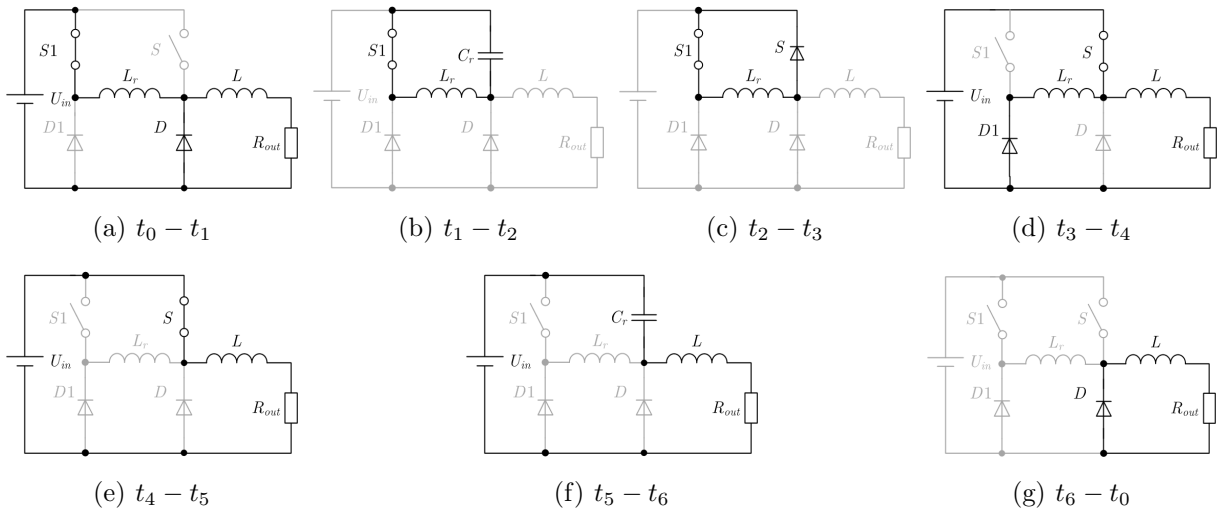 S1 S
L_r L
U_in
D1 D
R_out
(a) t_0 − t_1
S1 C_r
L_r L
U_in
D1 D
R_out
(b) t_1 − t_2
S1 S
L_r L
U_in
D1 D
R_out
(c) t_2 − t_3
S1 S
L_r L
U_in
D1 D
R_out
(d) t_3 − t_4
S1 S
L_r L
U_in
D1 D
R_out
(e) t_4 − t_5
S1 C_r
L_r L
U_in
D1 D
R_out
(f) t_5 − t_6
S1 S
L_r L
U_in
D1 D
R_out
(g) t_6 − t_0